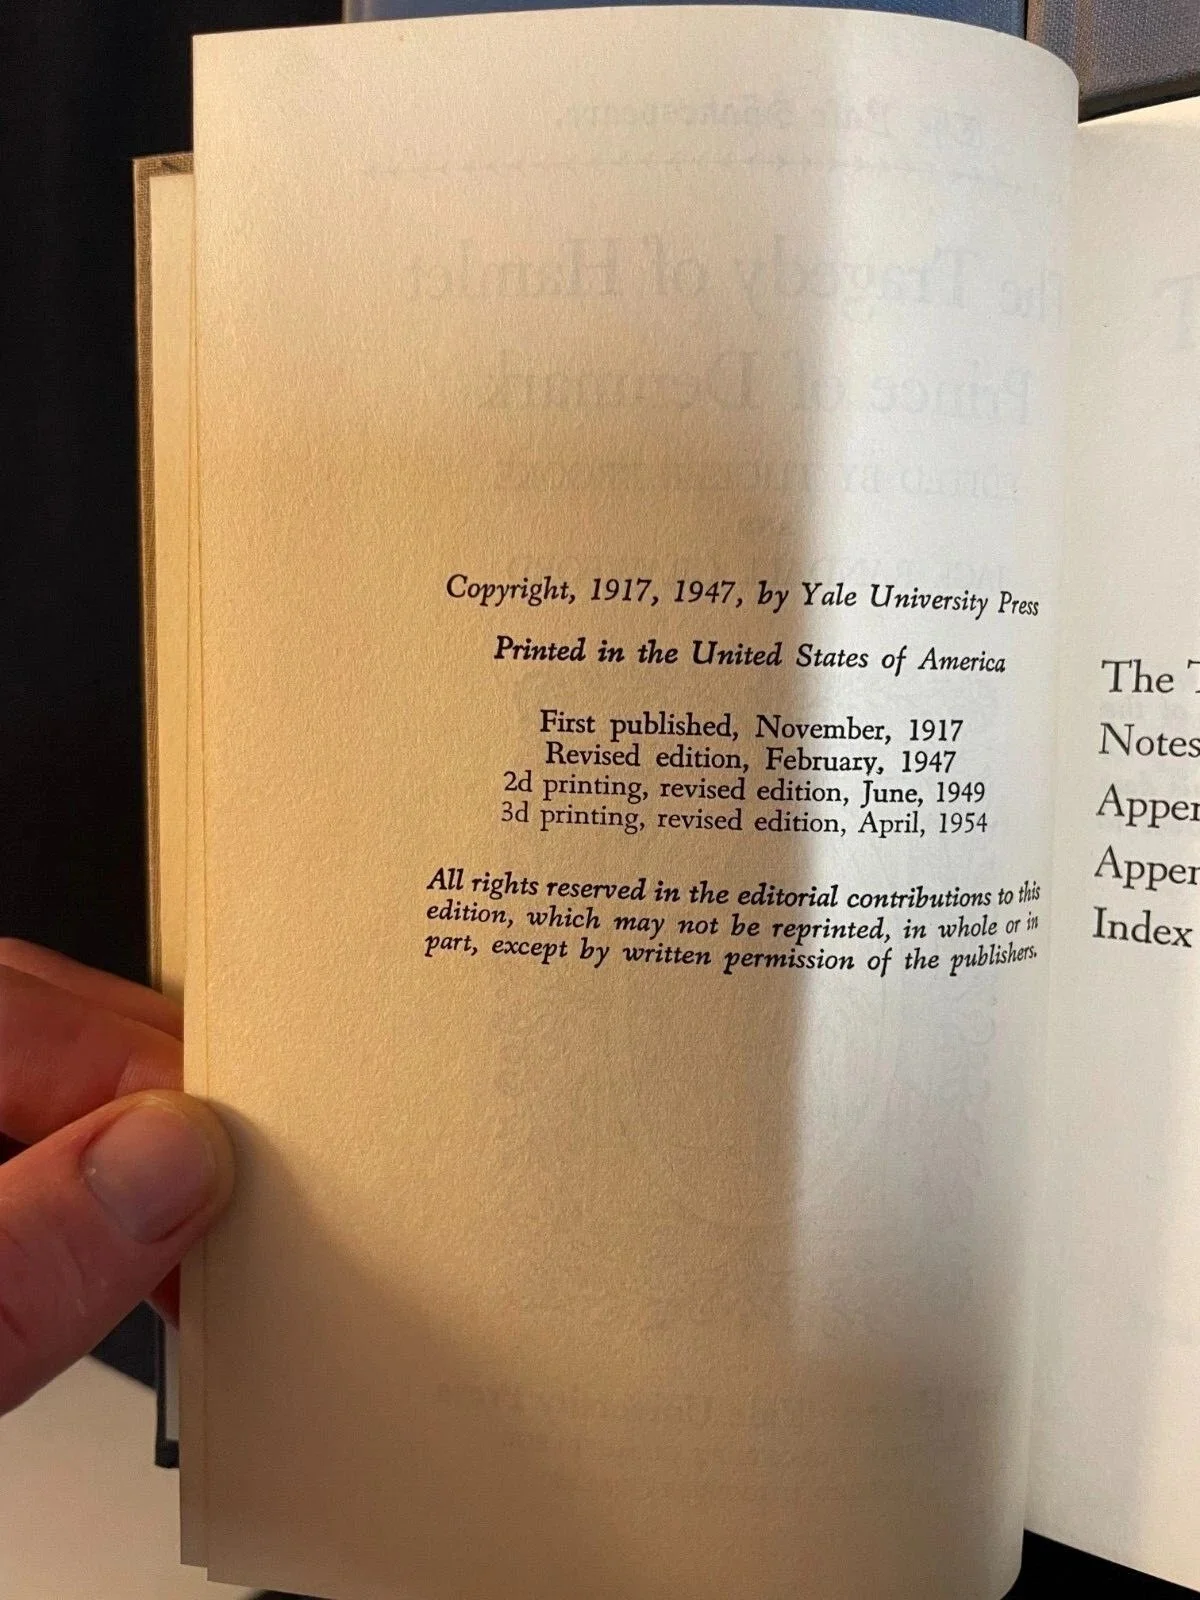 Copyright, 1917, 1947, by Yale University Press
Printed in the United States of America
First published, November, 1917
Revised edition, February, 1947
2d printing, revised edition, June, 1949
3d printing, revised edition, April, 1954
All rights reserved in the editorial contributions to this
edition, which may not be reprinted, in whole or in
part, except by written permission of the publishers.
The
Notes
Index